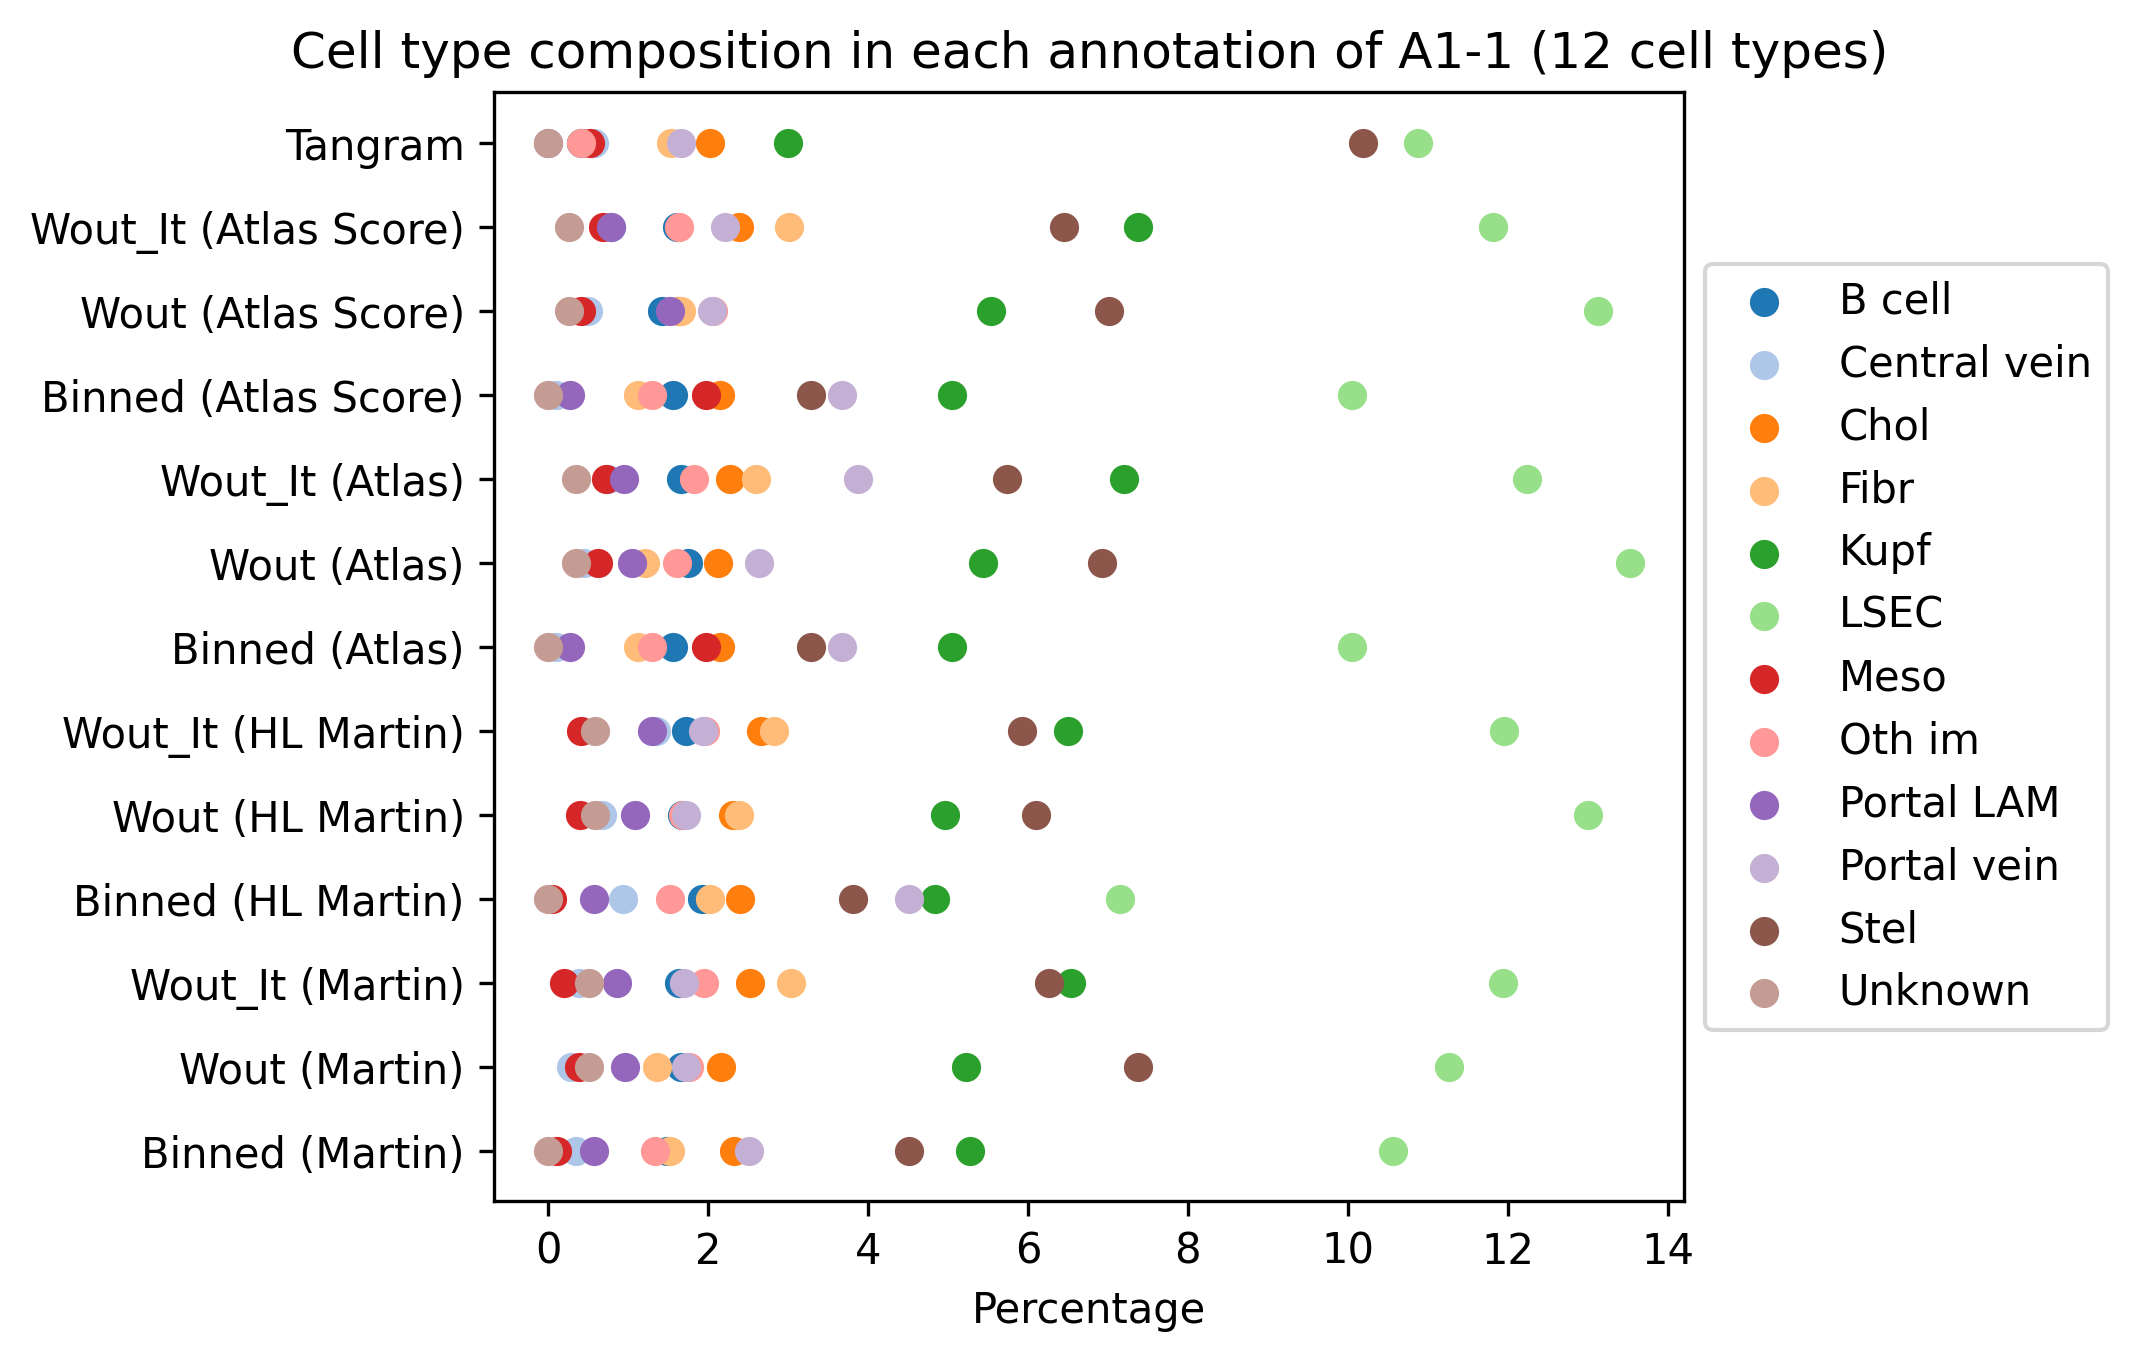 Cell type composition in each annotation of A1-1 (12 cell types)
Tangram
Wout_It (Atlas Score)
Wout (Atlas Score)
Binned (Atlas Score)
Wout_It (Atlas)
Wout (Atlas)
Binned (Atlas)
Wout_It (HL Martin)
Wout (HL Martin)
Binned (HL Martin)
Wout_It (Martin)
Wout (Martin)
Binned (Martin)
0 2 4 6 8 10 12 14
Percentage
B cell
Central vein
Chol
Fibr
Kupf
LSEC
Meso
Oth im
Portal LAM
Portal vein
Stel
Unknown